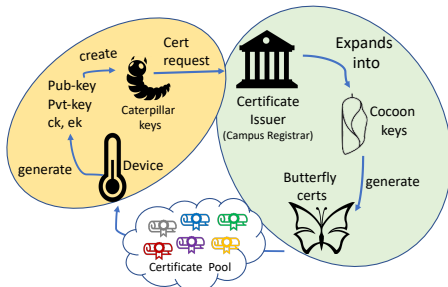 create
Cert
request
Pub-key
Pvt-key
ck, ek
Caterpillar
keys
generate
Device
Expands
into
Certificate
Issuer
(Campus Registrar)
Cocoon
keys
Butterfly
certs
generate
Certificate Pool